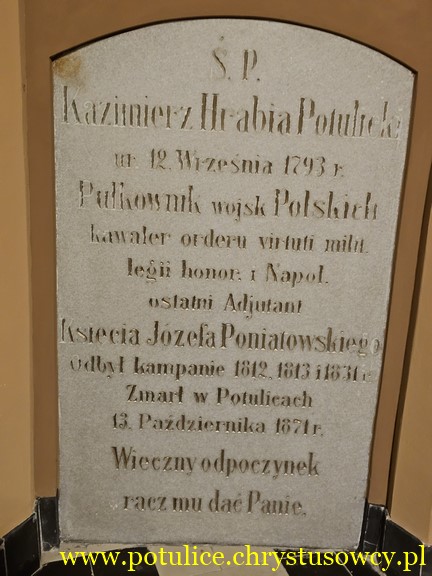 Ś. P.
Kazimierz Hrabia Potulicki
ur. 12. Września 1793 r.
Pułkownik wojsk Polskich
kawaler orderu virtuti milit.
legii honor. i Napol.
ostatni Adjutant
Księcia Józefa Poniatowskiego
Odbył kampanie 1812, 1813 i 1831 r.
Zmarł w Potulicach
13. Października 1871 r.
Wieczny odpoczynek
racz mu dać Panie.
www.potulice.chrystusowcy.pl